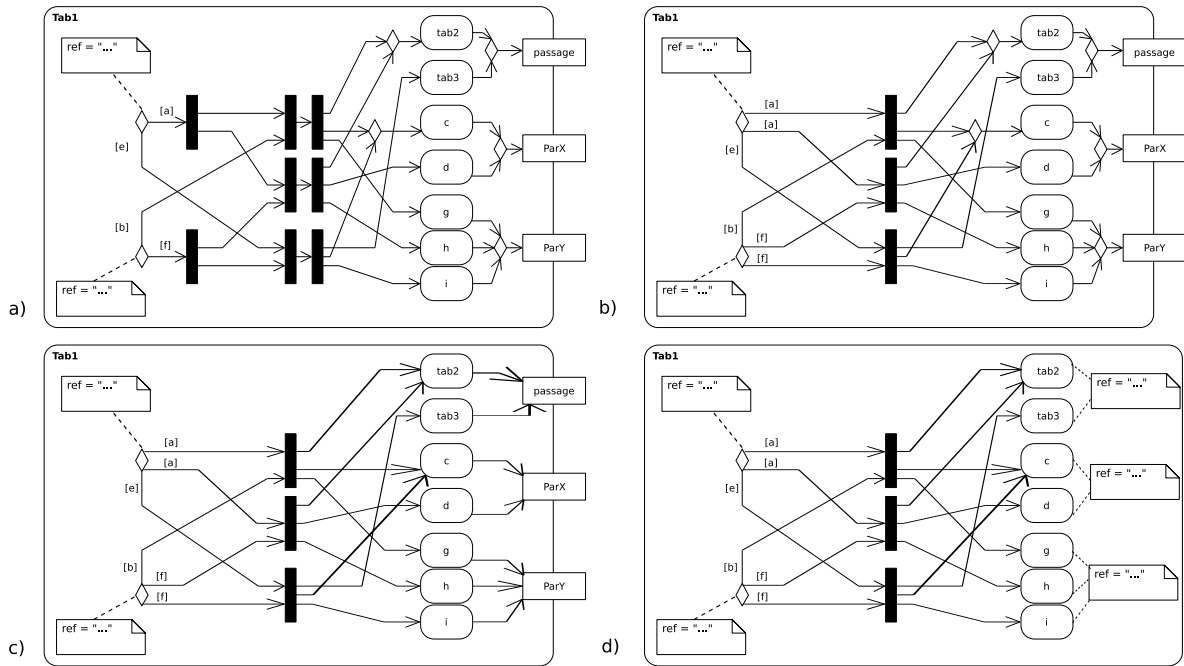 Tab1
ref = "..."
[a]
[e]
[b]
[f]
ref = "..."
tab2
tab3
c
d
g
h
i
passage
ParX
ParY
a)
Tab1
ref = "..."
[a]
[a]
[e]
[b]
[f]
[f]
ref = "..."
tab2
tab3
c
d
g
h
i
passage
ParX
ParY
b)
Tab1
ref = "..."
[a]
[a]
[e]
[b]
[f]
[f]
ref = "..."
tab2
tab3
c
d
g
h
i
passage
ParX
ParY
c)
Tab1
ref = "..."
[a]
[a]
[e]
[b]
[f]
[f]
ref = "..."
tab2
tab3
c
d
g
h
i
ref = "..."
ref = "..."
ref = "..."
d)